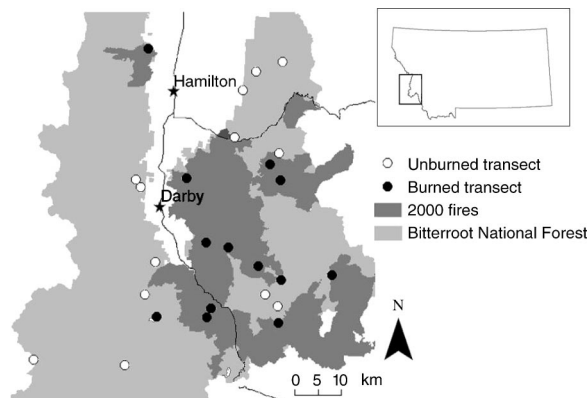 Hamilton
Darby
Unburned transect
Burned transect
2000 fires
Bitterroot National Forest
N
0 5 10 km